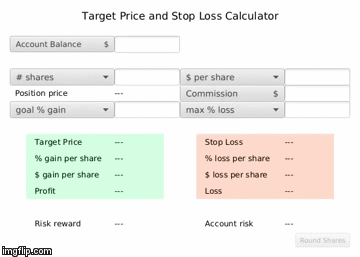 Target Price and Stop Loss Calculator
Account Balance $
# shares $ per share
Position price --- Commission $
goal % gain max % loss
Target Price --- Stop Loss ---
% gain per share --- % loss per share ---
$ gain per share --- $ loss per share ---
Profit --- Loss ---
Risk reward --- Account risk ---
Round Shares
imgflip.com